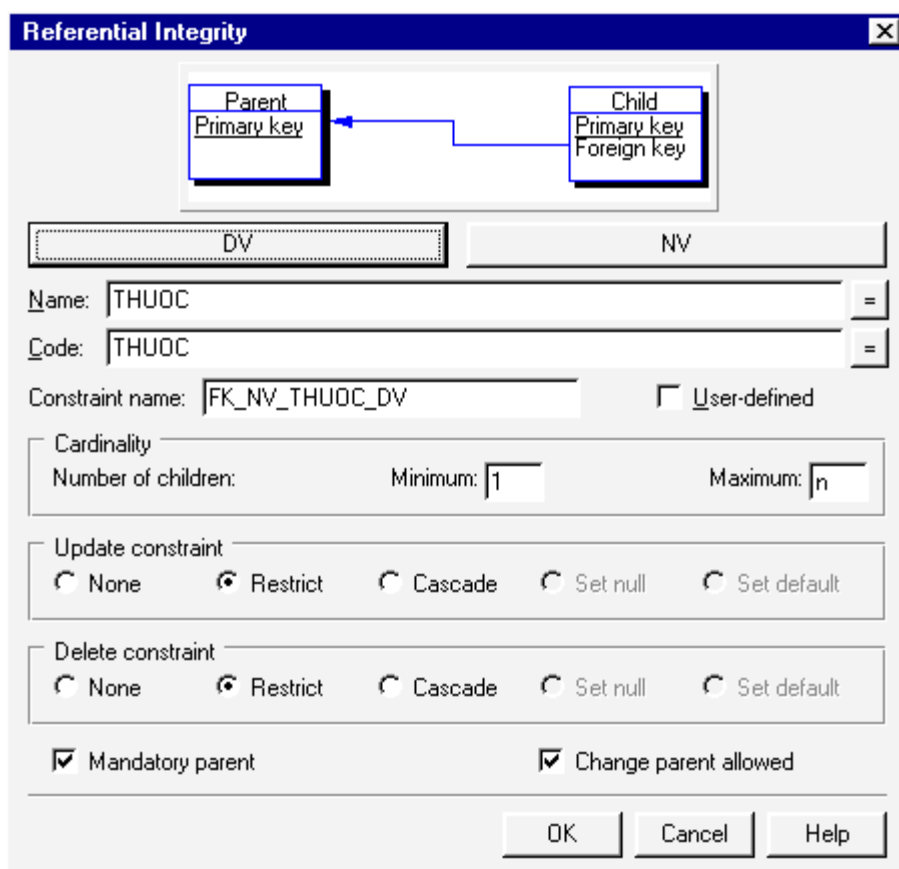 Referential Integrity
Parent
Primary key
Child
Primary key
Foreign key
DV
NV
Name: THUOC =
Code: THUOC =
Constraint name: FK_NV_THUOC_DV User-defined
Cardinality
Number of children: Minimum: 1 Maximum: n
Update constraint
None Restrict Cascade Set null Set default
Delete constraint
None Restrict Cascade Set null Set default
Mandatory parent Change parent allowed
OK Cancel Help